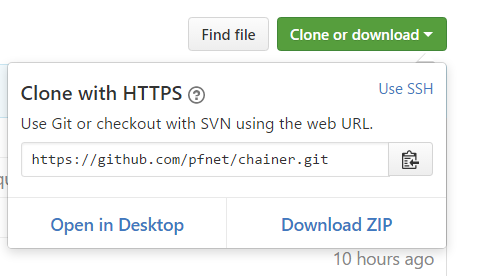 Find file
Clone or download
Clone with HTTPS
Use SSH
Use Git or checkout with SVN using the web URL.
https://github.com/pfnet/chainer.git
Open in Desktop
Download ZIP
10 hours ago